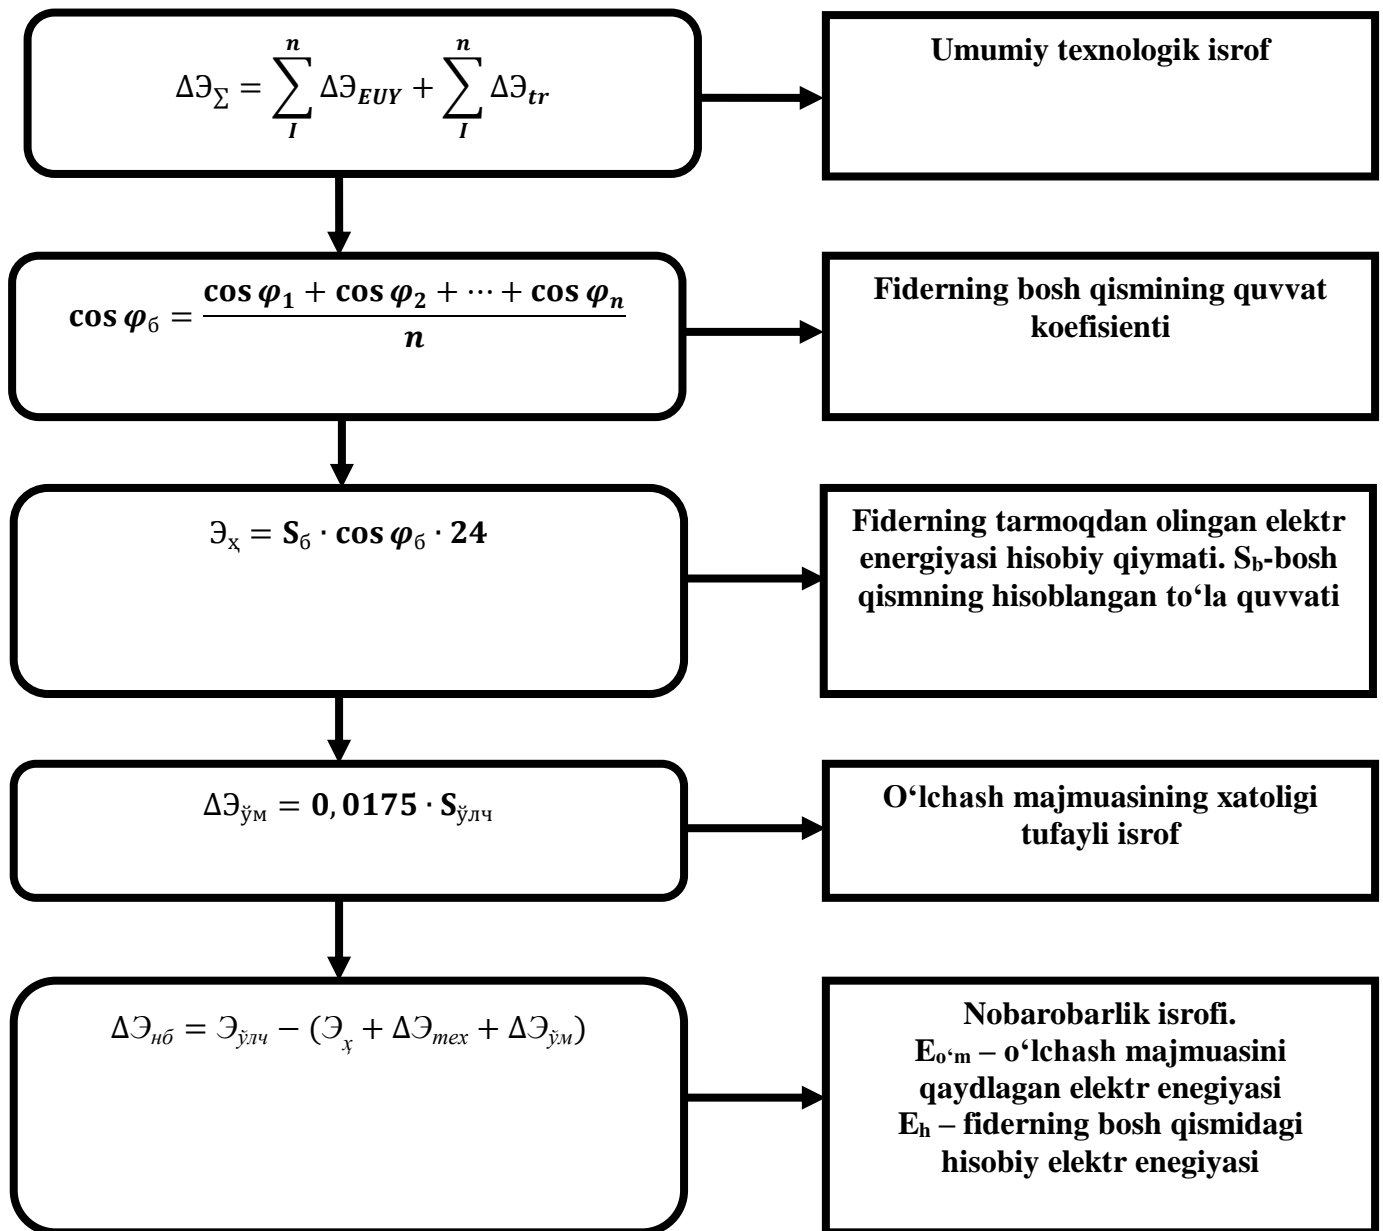 ΔЭ_∑ = ∑_I^n ΔЭ_EUY + ∑_I^n ΔЭ_tr
Umumiy texnologik isrof
cos φ_б = (cos φ_1 + cos φ_2 + ⋯ + cos φ_n) / n
Fiderning bosh qismining quvvat
koefisienti
Э_ҳ = S_б · cos φ_б · 24
Fiderning tarmoqdan olingan elektr
energiyasi hisobiy qiymati. S_b-bosh
qismning hisoblangan to‘la quvvati
ΔЭ_ўм = 0,0175 · S_ўлч
O‘lchash majmuasining xatoligi
tufayli isrof
ΔЭ_нб = Э_ўлч − (Э_ҳ + ΔЭ_тех + ΔЭ_ўм)
Nobarobarlik isrofi.
E_o‘m – o‘lchash majmuasini
qaydlagan elektr enegiyasi
E_h – fiderning bosh qismidagi
hisobiy elektr enegiyasi